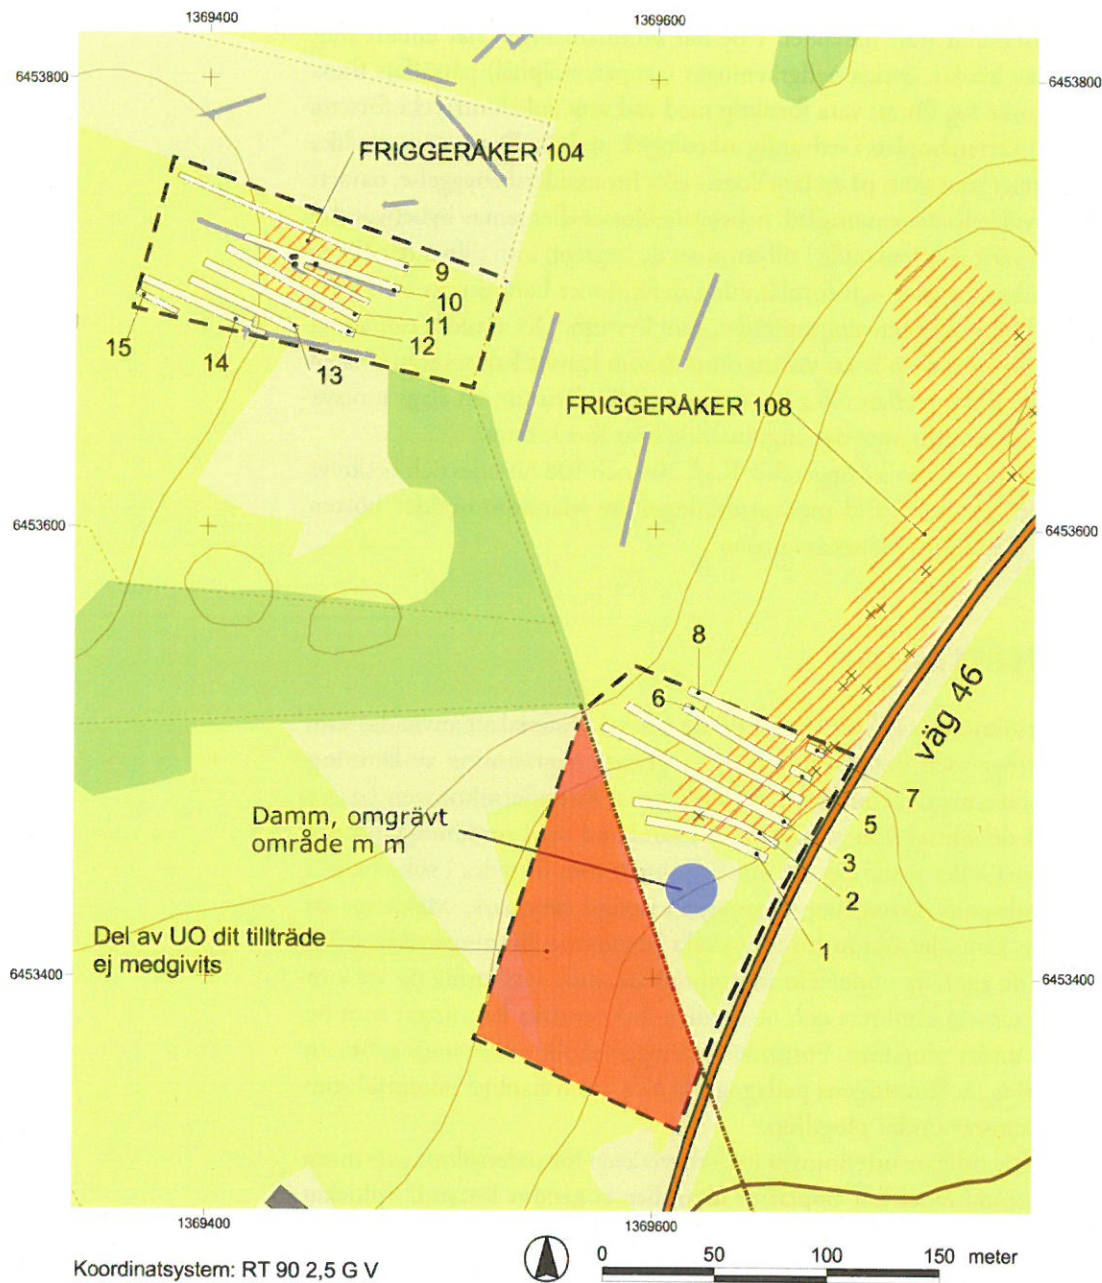 1369400
1369600
6453800
6453800
FRIGGERÅKER 104
9
10
11
12
15
14
13
FRIGGERÅKER 108
6453600
6453600
8
6
väg 46
7
5
3
2
1
Damm, omgrävt
område m m
Del av UO dit tillträde
ej medgivits
6453400
6453400
1369400
1369600
Koordinatsystem: RT 90 2,5 G V
0 50 100 150 meter